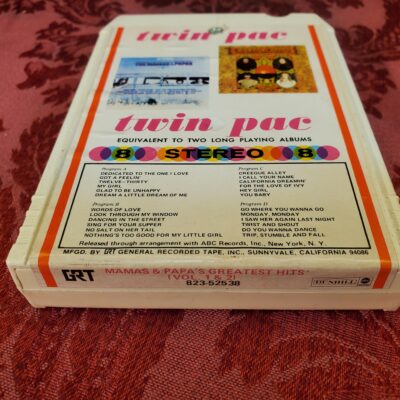 twin pac
THE MAMAS & PAPAS
twin pac
EQUIVALENT TO TWO LONG PLAYING ALBUMS
8 STEREO 8
Program A
DEDICATED TO THE ONE I LOVE
GOT A FEELIN'
TWELVE-THIRTY
MY GIRL
GLAD TO BE UNHAPPY
DREAM A LITTLE DREAM OF ME
Program B
WORDS OF LOVE
LOOK THROUGH MY WINDOW
DANCING IN THE STREET
SING FOR YOUR SUPPER
NO SALT ON HER TAIL
NOTHING'S TOO GOOD FOR MY LITTLE GIRL
Program C
CREEQUE ALLEY
I CALL YOUR NAME
CALIFORNIA DREAMIN'
FOR THE LOVE OF IVY
HEY GIRL
YOU BABY
Program D
GO WHERE YOU WANNA GO
MONDAY, MONDAY
I SAW HER AGAIN LAST NIGHT
TWIST AND SHOUT
DO YOU WANNA DANCE
TRIP, STUMBLE AND FALL
Released through arrangement with ABC Records, Inc., New York, N. Y.
MFGD. BY GRT GENERAL RECORDED TAPE, INC., SUNNYVALE, CALIFORNIA 94086
GRT
MAMAS & PAPA'S GREATEST HITS
(VOL. 1 & 2)
823-52538
DUNHILL abc